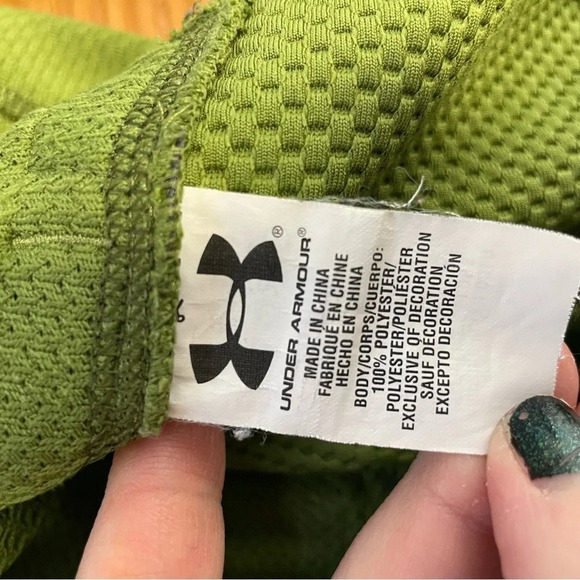 UNDER ARMOUR®
®
MADE IN CHINA
FABRIQUÉ EN CHINE
HECHO EN CHINA
BODY/CORPS/CUERPO:
100% POLYESTER/
POLYESTER/POLIÉSTER
EXCLUSIVE OF DECORATION
SAUF DÉCORATION
EXCEPTO DECORACIÓN